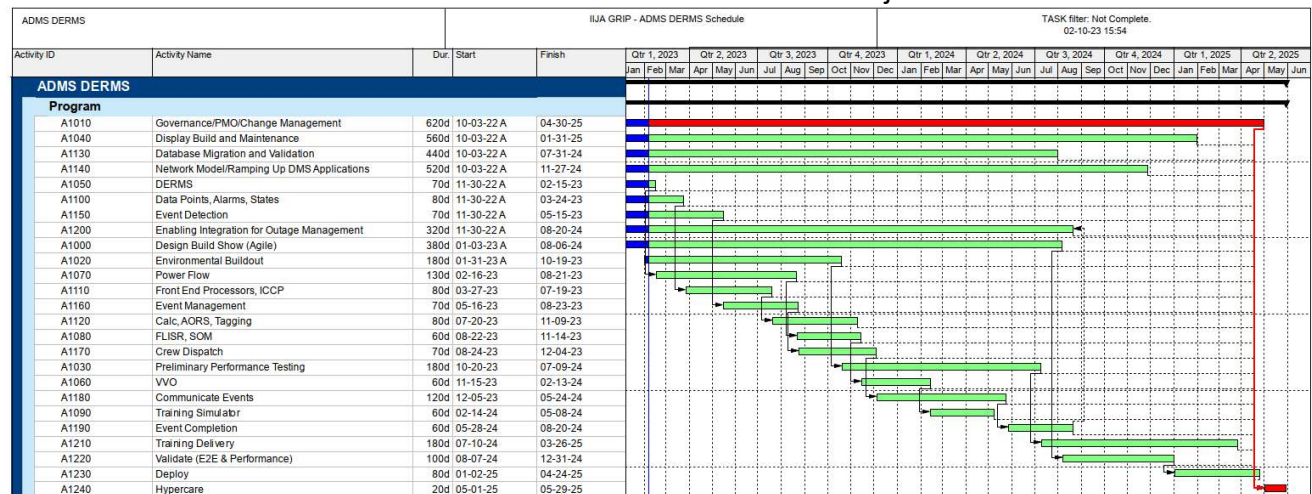 ADMS DERMS IIJA GRIP - ADMS DERMS Schedule TASK filter: Not Complete.
02-10-23 15:54
Activity ID Activity Name Dur. Start Finish Qtr 1, 2023 Qtr 2, 2023 Qtr 3, 2023 Qtr 4, 2023 Qtr 1, 2024 Qtr 2, 2024 Qtr 3, 2024 Qtr 4, 2024 Qtr 1, 2025 Qtr 2, 2025
Jan Feb Mar Apr May Jun Jul Aug Sep Oct Nov Dec Jan Feb Mar Apr May Jun Jul Aug Sep Oct Nov Dec Jan Feb Mar Apr May Jun
ADMS DERMS
Program
A1010 Governance/PMO/Change Management 620d 10-03-22 A 04-30-25
A1040 Display Build and Maintenance 560d 10-03-22 A 01-31-25
A1130 Database Migration and Validation 440d 10-03-22 A 07-31-24
A1140 Network Model/Ramping Up DMS Applications 520d 10-03-22 A 11-27-24
A1050 DERMS 70d 11-30-22 A 02-15-23
A1100 Data Points, Alarms, States 80d 11-30-22 A 03-24-23
A1150 Event Detection 70d 11-30-22 A 05-15-23
A1200 Enabling Integration for Outage Management 320d 11-30-22 A 08-20-24
A1000 Design Build Show (Agile) 380d 01-03-23 A 08-06-24
A1020 Environmental Buildout 180d 01-31-23 A 10-19-23
A1070 Power Flow 130d 02-16-23 08-21-23
A1110 Front End Processors, ICCP 80d 03-27-23 07-19-23
A1160 Event Management 70d 05-16-23 08-23-23
A1120 Calc, AORS, Tagging 80d 07-20-23 11-09-23
A1080 FLISR, SOM 60d 08-22-23 11-14-23
A1170 Crew Dispatch 70d 08-24-23 12-04-23
A1030 Preliminary Performance Testing 180d 10-20-23 07-09-24
A1060 VVO 60d 11-15-23 02-13-24
A1180 Communicate Events 120d 12-05-23 05-24-24
A1090 Training Simulator 60d 02-14-24 05-08-24
A1190 Event Completion 60d 05-28-24 08-20-24
A1210 Training Delivery 180d 07-10-24 03-26-25
A1220 Validate (E2E & Performance) 100d 08-07-24 12-31-24
A1230 Deploy 80d 01-02-25 04-24-25
A1240 Hypercare 20d 05-01-25 05-29-25